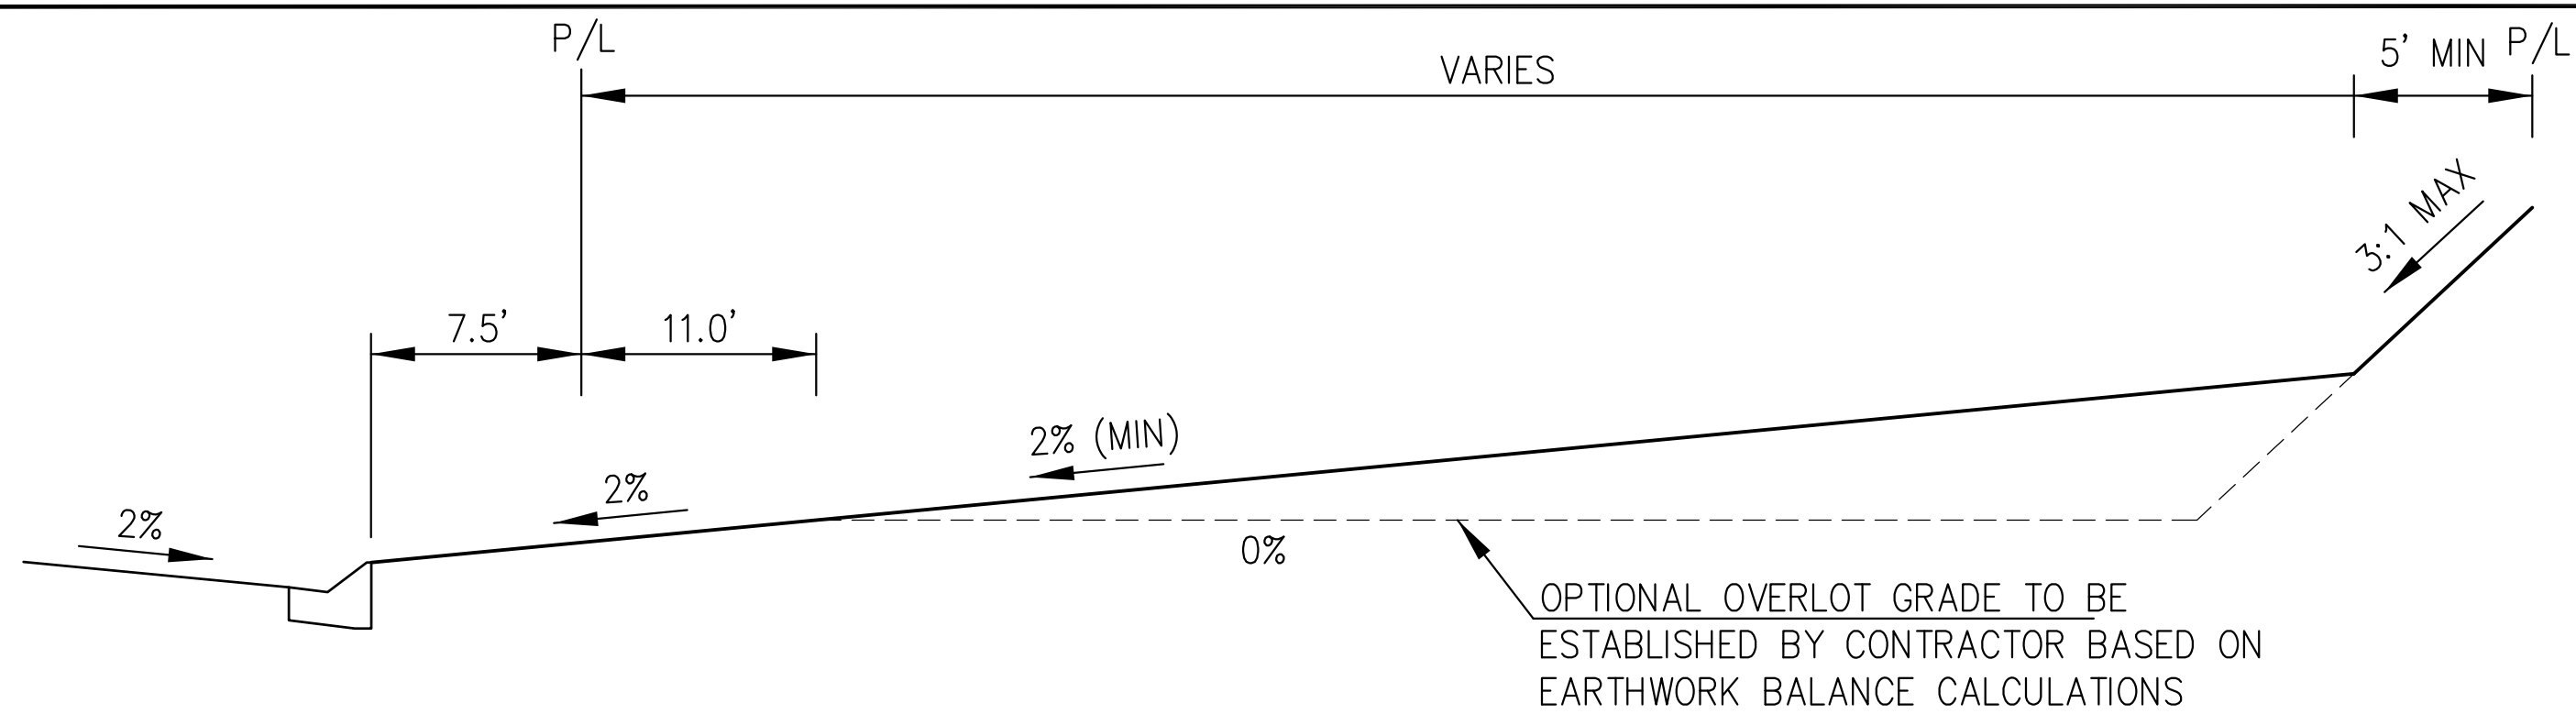 P/L
VARIES
5' MIN
P/L
3:1 MAX
7.5'
11.0'
2% (MIN)
2%
2%
0%
OPTIONAL OVERLOT GRADE TO BE
ESTABLISHED BY CONTRACTOR BASED ON
EARTHWORK BALANCE CALCULATIONS